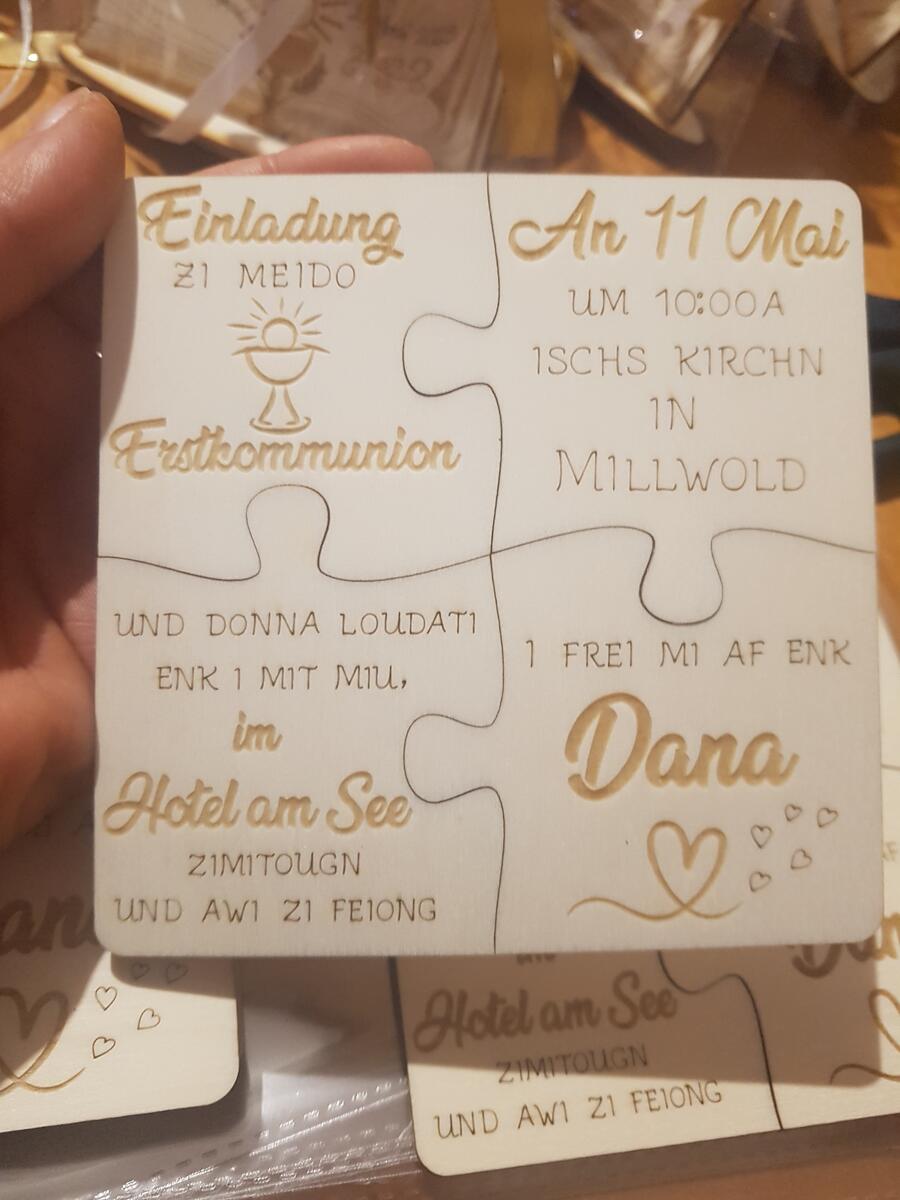 Einladung
ZI MEIDO
Erstkommunion
An 11 Mai
UM 10:00A
ISCHS KIRCHN
IN
MILLWOLD
UND DONNA LOUDATI
ENK I MIT MIU,
im
Hotel am See
ZIMITOUGN
UND AWI ZI FEIONG
I FREI MI AF ENK
Dana
Hotel am See
ZIMITOUGN
UND AWI ZI FEIONG